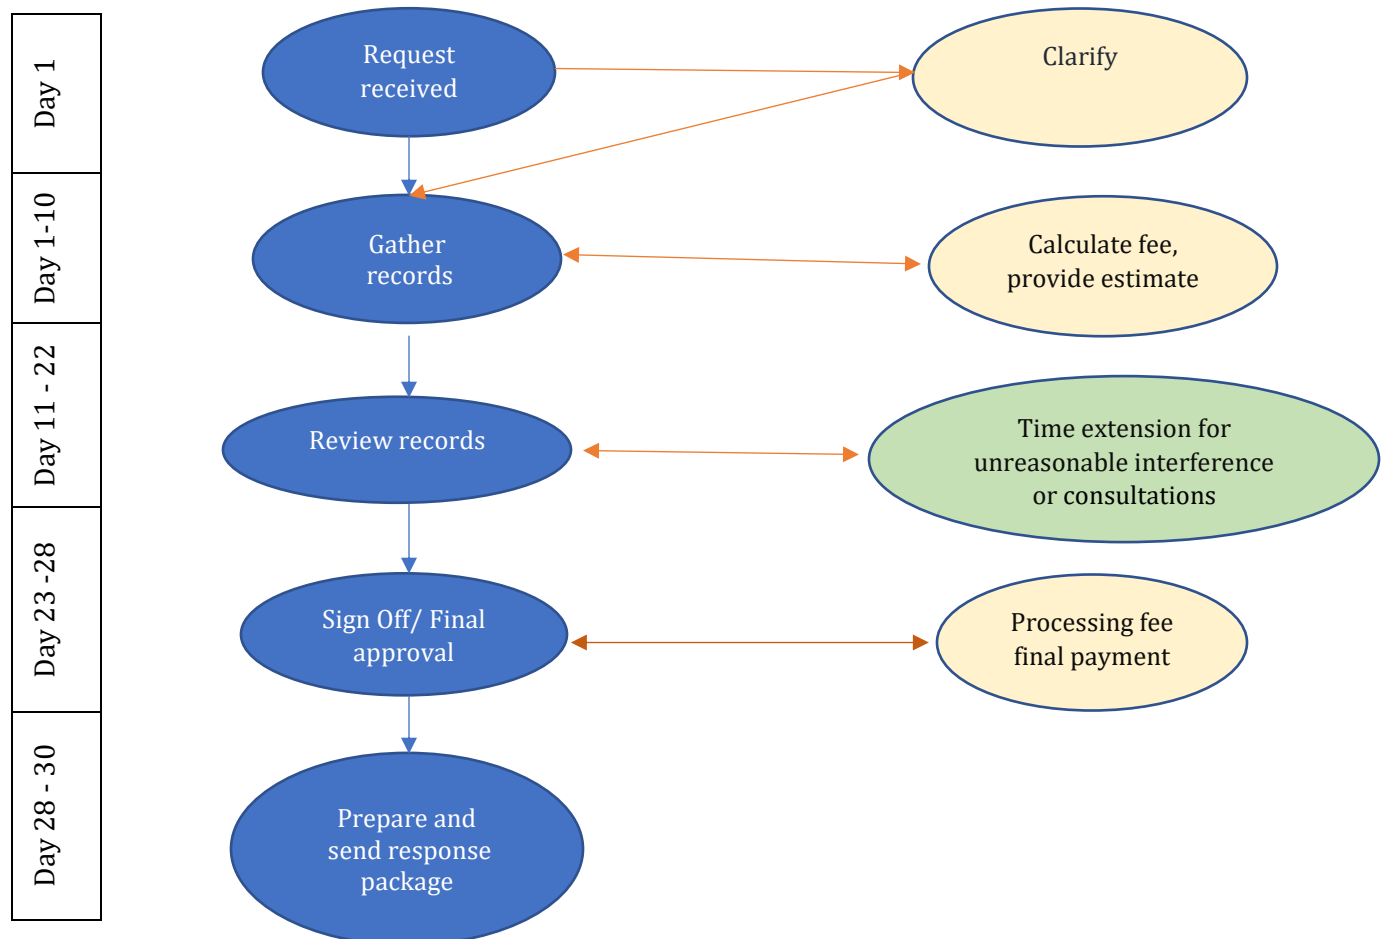 Day 1
Request
received
Clarify
Day 1-10
Gather
records
Calculate fee,
provide estimate
Day 11 - 22
Review records
Time extension for
unreasonable interference
or consultations
Day 23 -28
Sign Off/ Final
approval
Processing fee
final payment
Day 28 - 30
Prepare and
send response
package